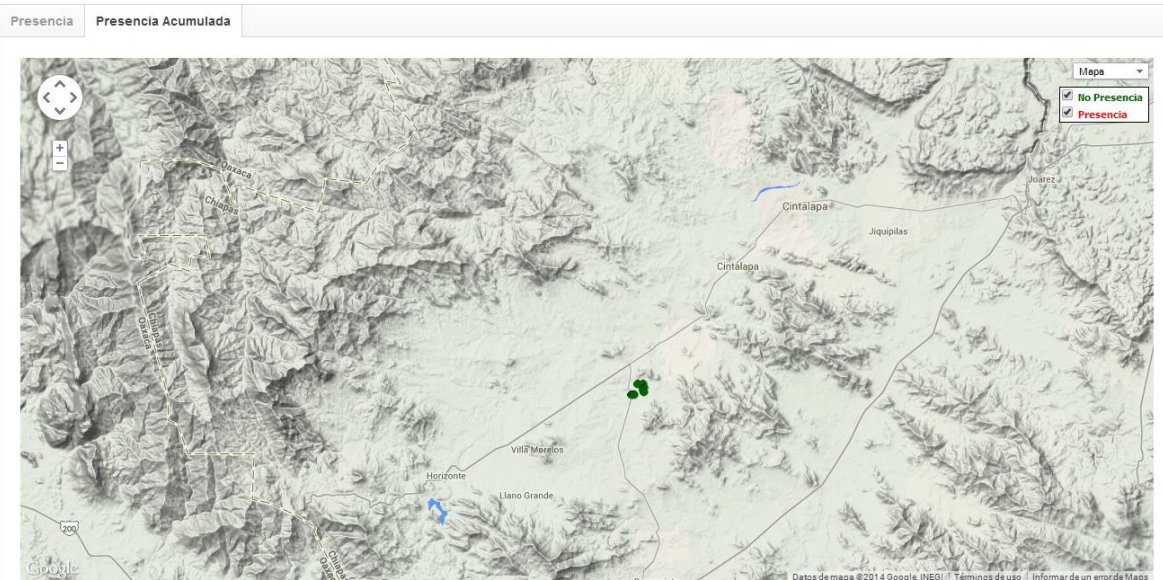 Presencia
Presencia Acumulada
Mapa
No Presencia
Presencia
Oaxaca
Chiapas
Juárez
Cintalapa
Jiquipilas
Cintalapa
Chiapas
Oaxaca
Villa Morelos
Horizonte
Llano Grande
200
Chiapas
Oaxaca
Google
Datos de mapa ©2014 Google, INEGI
Términos de uso
Informar de un error de Maps